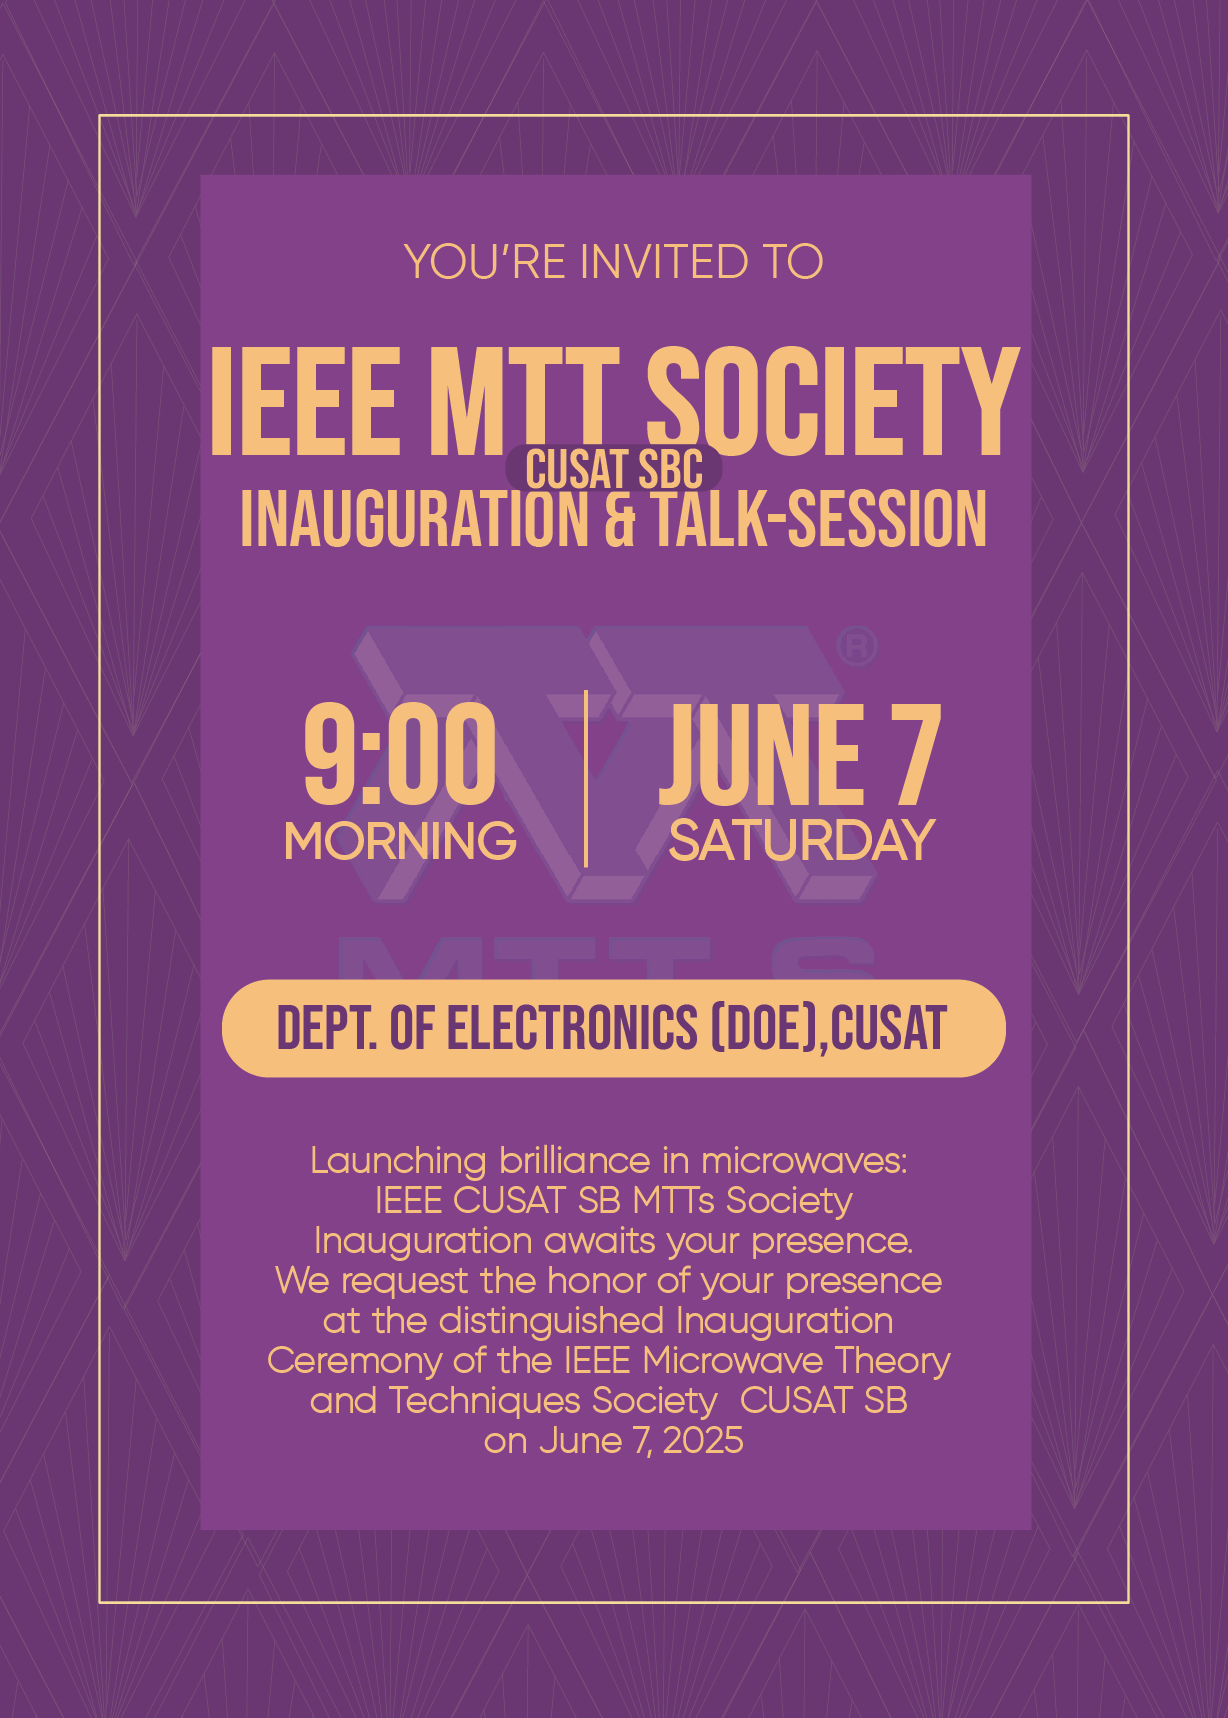 YOU'RE INVITED TO
IEEE MTT SOCIETY
CUSAT SBC
INAUGURATION & TALK-SESSION
®
9:00
MORNING
JUNE 7
SATURDAY
MTT S
DEPT. OF ELECTRONICS (DOE),CUSAT
Launching brilliance in microwaves:
IEEE CUSAT SB MTTs Society
Inauguration awaits your presence.
We request the honor of your presence
at the distinguished Inauguration
Ceremony of the IEEE Microwave Theory
and Techniques Society  CUSAT SB
on June 7, 2025